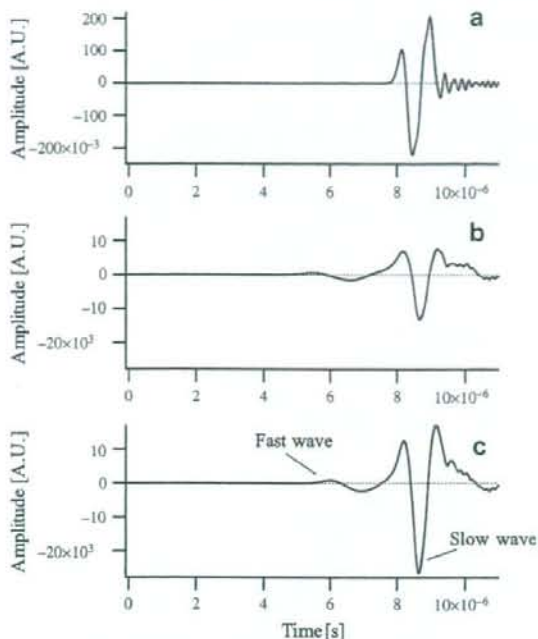 a
Amplitude [A.U.]
200
100
0
-100
-200×10⁻³
0 2 4 6 8 10×10⁻⁶
b
Amplitude [A.U.]
10
0
-10
-20×10³
0 2 4 6 8 10×10⁻⁶
c
Amplitude [A.U.]
10
0
-10
-20×10³
Fast wave
Slow wave
0 2 4 6 8 10×10⁻⁶
Time [s]